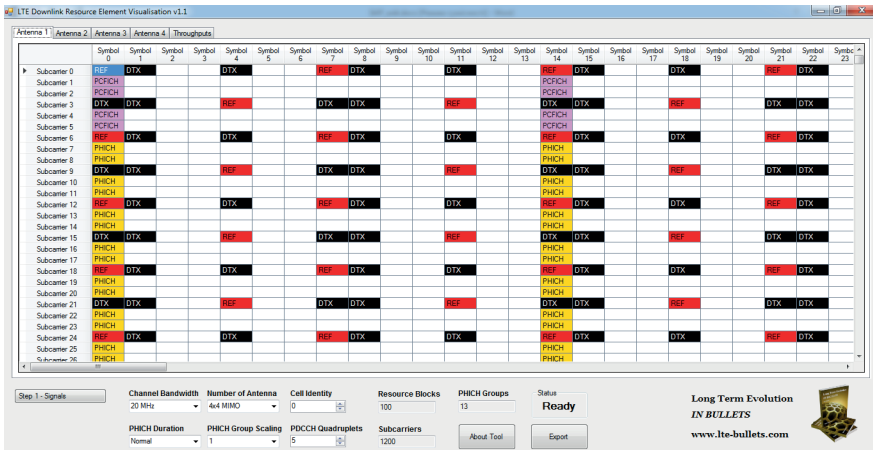 LTE Downlink Resource Element Visualisation v1.1
Antenna 1 Antenna 2 Antenna 3 Antenna 4 Throughputs
Symbol 0 Symbol 1 Symbol 2 Symbol 3 Symbol 4 Symbol 5 Symbol 6 Symbol 7 Symbol 8 Symbol 9 Symbol 10 Symbol 11 Symbol 12 Symbol 13 Symbol 14 Symbol 15 Symbol 16 Symbol 17 Symbol 18 Symbol 19 Symbol 20 Symbol 21 Symbol 22 Symbc 23
Subcarrier 0 REF DTX DTX REF DTX DTX REF DTX DTX REF DTX
Subcarrier 1 PCFICH PCFICH
Subcarrier 2 PCFICH PCFICH
Subcarrier 3 DTX DTX REF DTX DTX REF DTX DTX REF DTX DTX
Subcarrier 4 PCFICH PCFICH
Subcarrier 5 PCFICH PCFICH
Subcarrier 6 REF DTX DTX REF DTX DTX REF DTX DTX REF DTX
Subcarrier 7 PHICH PHICH
Subcarrier 8 PHICH PHICH
Subcarrier 9 DTX DTX REF DTX DTX REF DTX DTX REF DTX DTX
Subcarrier 10 PHICH PHICH
Subcarrier 11 PHICH PHICH
Subcarrier 12 REF DTX DTX REF DTX DTX REF DTX DTX REF DTX
Subcarrier 13 PHICH PHICH
Subcarrier 14 PHICH PHICH
Subcarrier 15 DTX DTX REF DTX DTX REF DTX DTX REF DTX DTX
Subcarrier 16 PHICH PHICH
Subcarrier 17 PHICH PHICH
Subcarrier 18 REF DTX DTX REF DTX DTX REF DTX DTX REF DTX
Subcarrier 19 PHICH PHICH
Subcarrier 20 PHICH PHICH
Subcarrier 21 DTX DTX REF DTX DTX REF DTX DTX REF DTX DTX
Subcarrier 22 PHICH PHICH
Subcarrier 23 PHICH PHICH
Subcarrier 24 REF DTX DTX REF DTX DTX REF DTX DTX REF DTX
Subcarrier 25 PHICH PHICH
Subcarrier 26 PHICH PHICH
Step 1 - Signals
Channel Bandwidth Number of Antenna Cell Identity Resource Blocks PHICH Groups Status
20 MHz 4x4 MIMO 0 100 13 Ready
PHICH Duration PHICH Group Scaling PDCCH Quadruplets Subcarriers
Normal 1 5 1200
About Tool Export
Long Term Evolution
IN BULLETS
www.lte-bullets.com